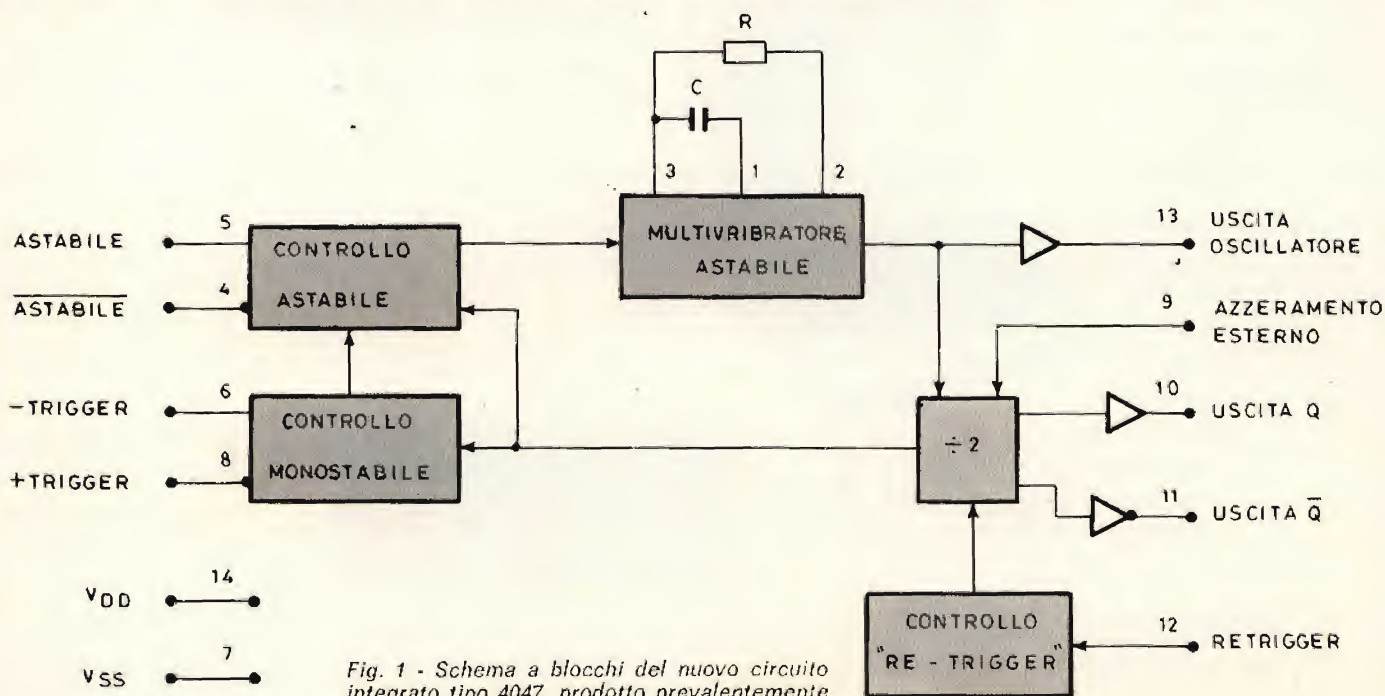 R
C
3 1 2
MULTIVRIBRATORE
ASTABILE
ASTABILE
5
CONTROLLO
ASTABILE
4
A̅S̅T̅A̅B̅I̅L̅E̅
13 USCITA
OSCILLATORE
9 AZZERAMENTO
ESTERNO
-TRIGGER
6
CONTROLLO
MONOSTABILE
8
+TRIGGER
÷2
10
USCITA Q
11
USCITA Q̅
VDD
14
VSS
7
CONTROLLO
"RE-TRIGGER"
12
RETRIGGER
Fig. 1 - Schema a blocchi del nuovo circuito
integrato tipo 4047, prodotto prevalentemente